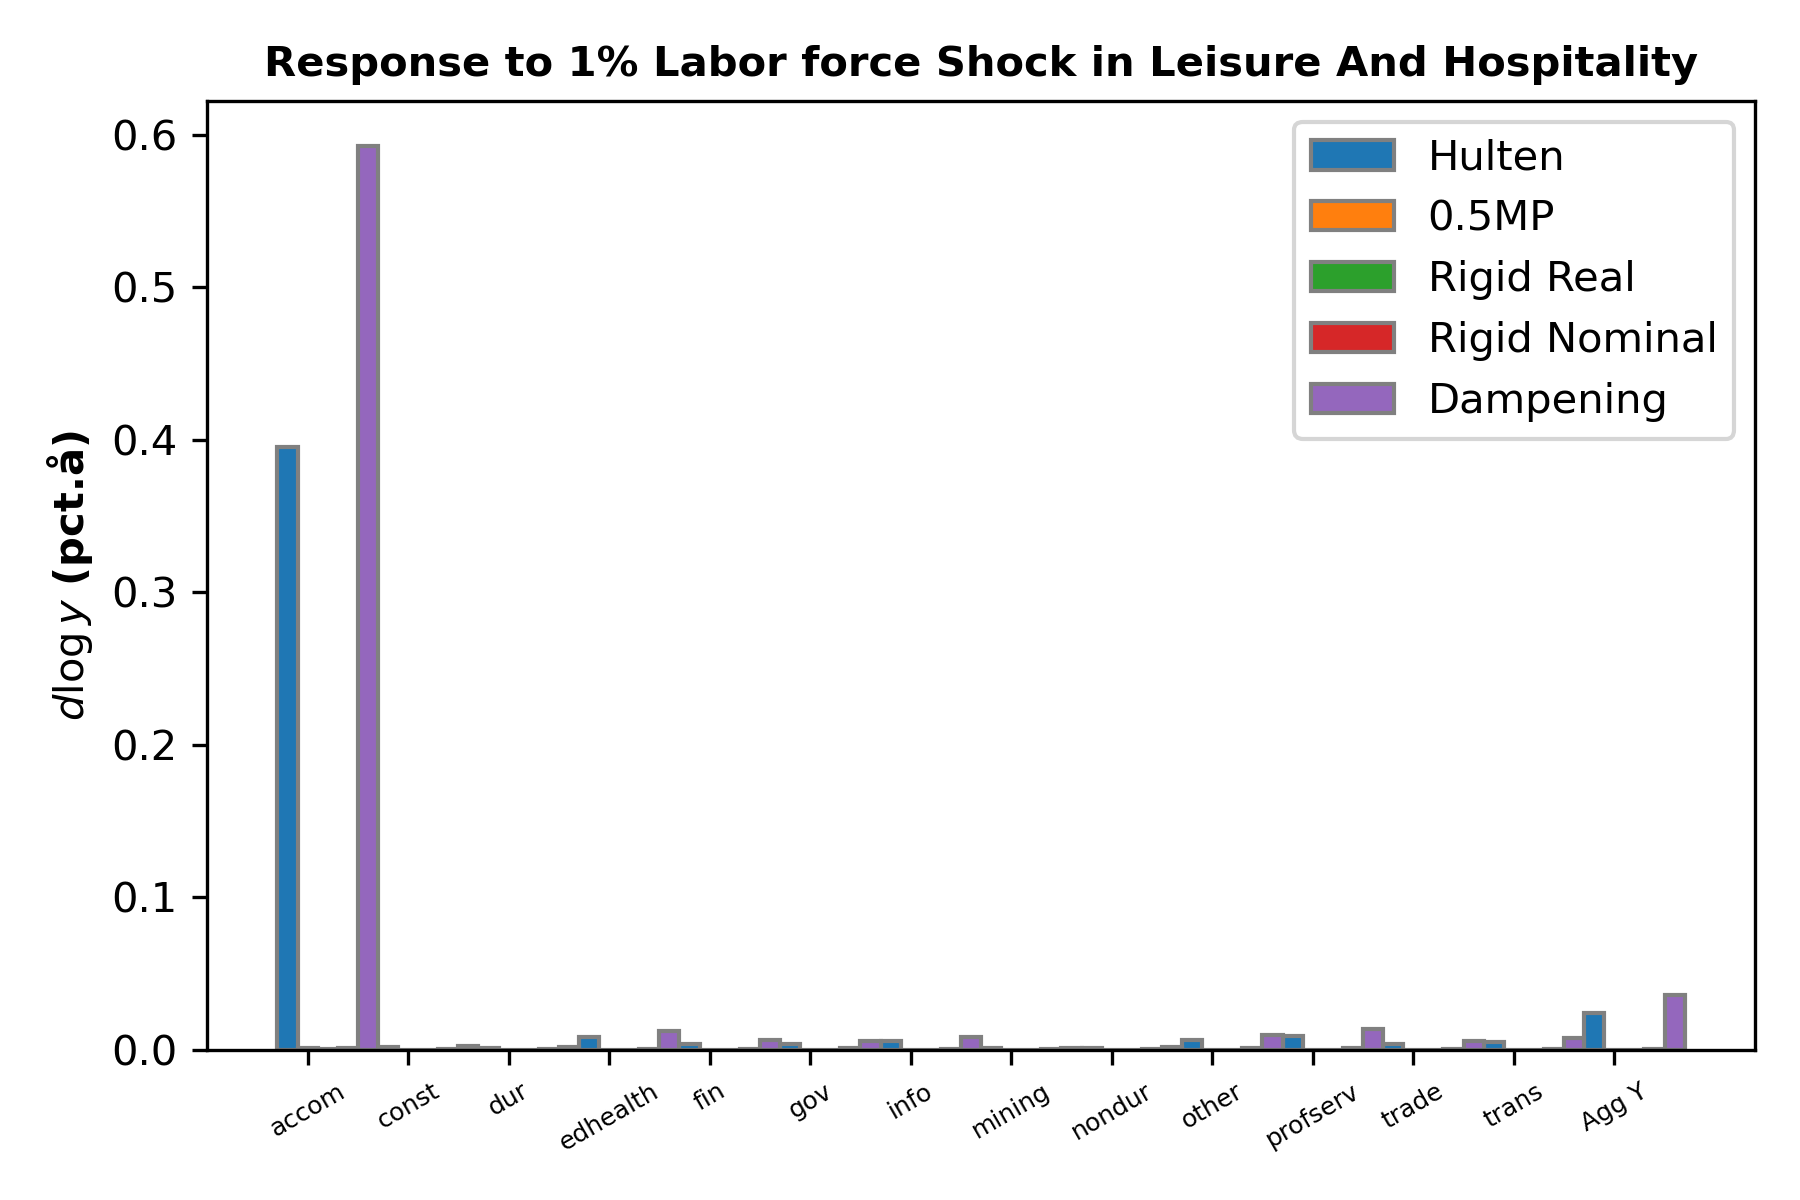 Response to 1% Labor force Shock in Leisure And Hospitality
dlog y (pct.å)
0.6
0.5
0.4
0.3
0.2
0.1
0.0
Hulten
0.5MP
Rigid Real
Rigid Nominal
Dampening
accom
const
dur
edhealth
fin
gov
info
mining
nondur
other
profserv
trade
trans
Agg Y